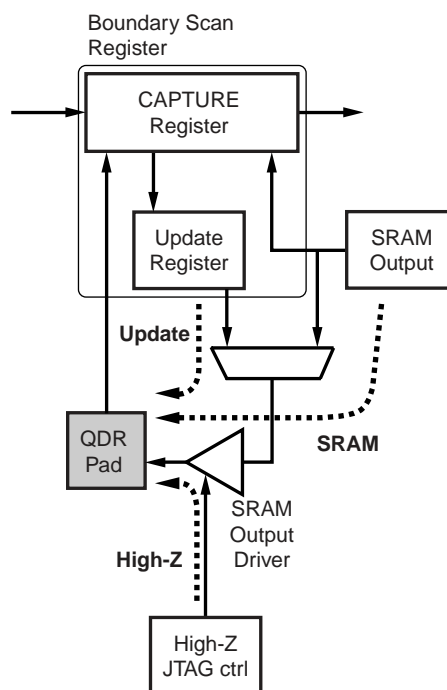 Boundary Scan
Register
CAPTURE
Register
Update
Register
SRAM
Output
Update
QDR
Pad
SRAM
SRAM
Output
Driver
High-Z
High-Z
JTAG ctrl